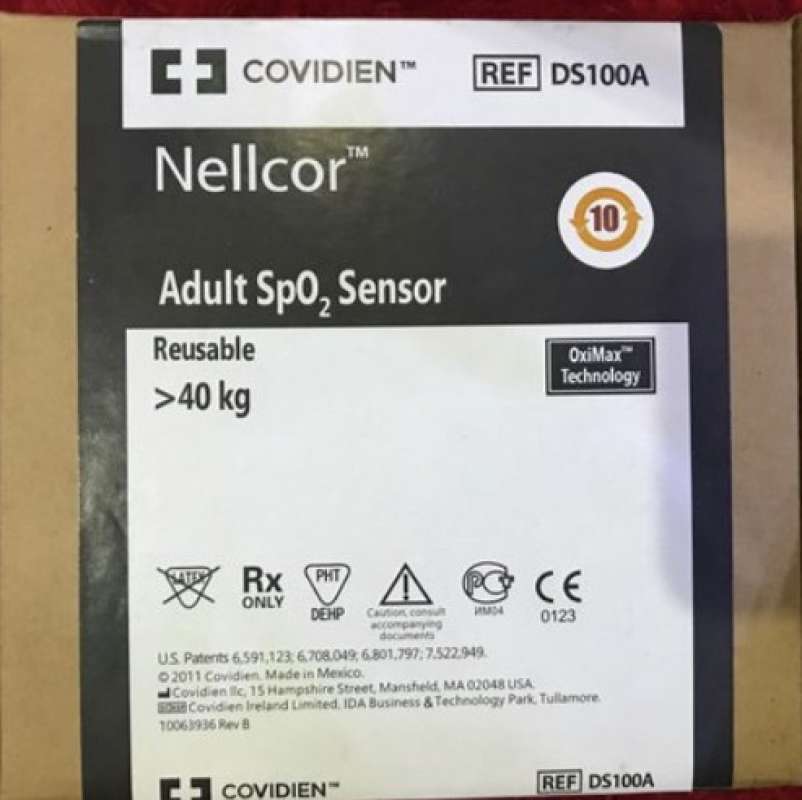 COVIDIEN™ REF DS100A
Nellcor™
10
Adult SpO₂ Sensor
Reusable
>40 kg
OxiMax™
Technology
LATEX
Rx
ONLY
PHT
DEHP
!
Caution, consult
accompanying
documents
РСТ
ИМ04
CE
0123
U.S. Patents 6,591,123; 6,708,049; 6,801,797; 7,522,949.
© 2011 Covidien. Made in Mexico.
Covidien llc, 15 Hampshire Street, Mansfield, MA 02048 USA.
Covidien Ireland Limited, IDA Business & Technology Park, Tullamore.
10063936 Rev B
COVIDIEN™ REF DS100A